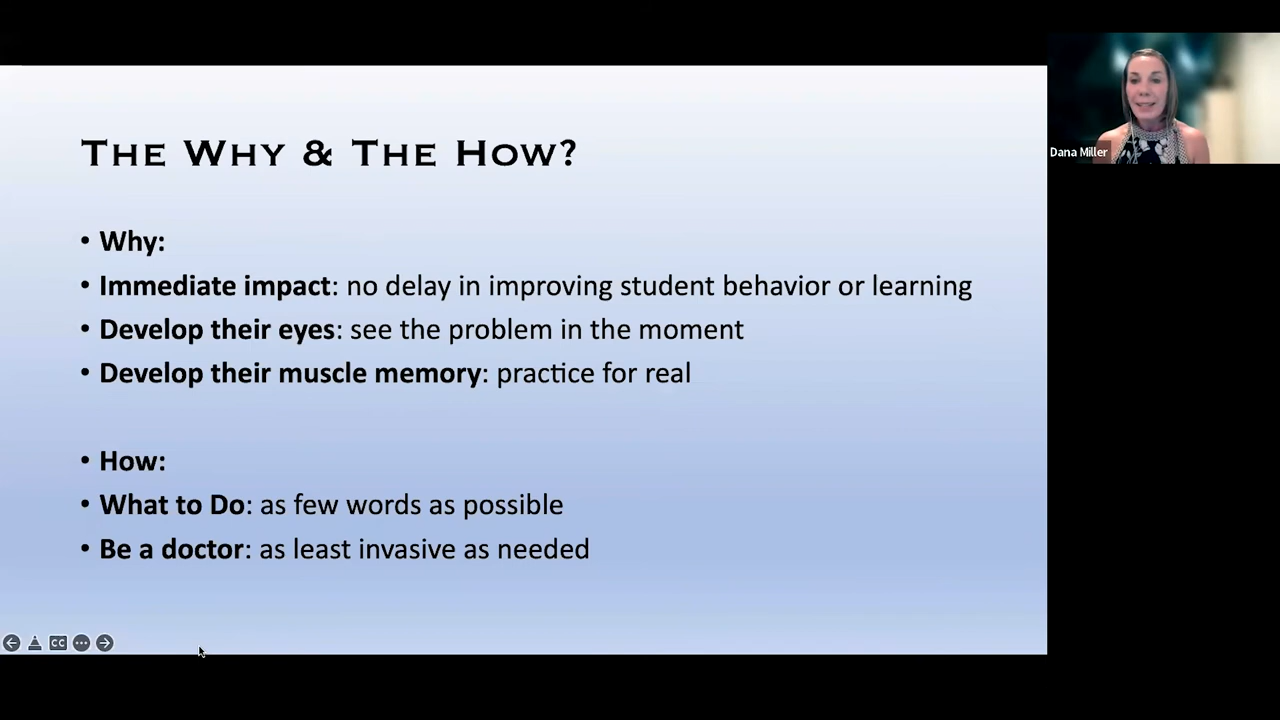 THE WHY & THE HOW?
• Why:
• Immediate impact: no delay in improving student behavior or learning
• Develop their eyes: see the problem in the moment
• Develop their muscle memory: practice for real
• How:
• What to Do: as few words as possible
• Be a doctor: as least invasive as needed
CC
Dana Miller